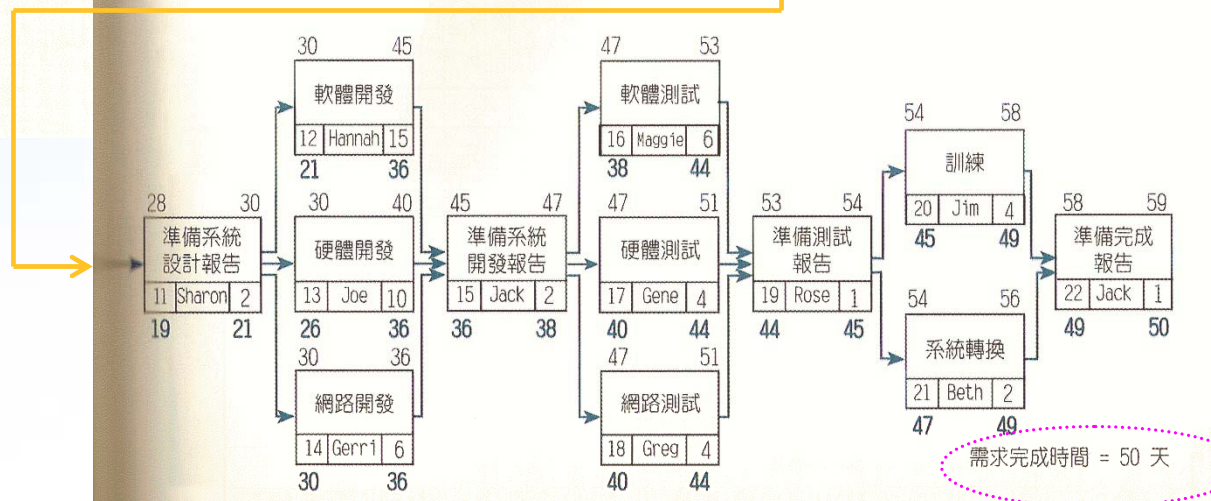 28 30
準備系統
設計報告
11 Sharon 2
19 21
30 45
軟體開發
12 Hannah 15
21 36
30 40
硬體開發
13 Joe 10
26 36
30 36
網路開發
14 Gerri 6
30 36
45 47
準備系統
開發報告
15 Jack 2
36 38
47 53
軟體測試
16 Maggie 6
38 44
47 51
硬體測試
17 Gene 4
40 44
47 51
網路測試
18 Greg 4
40 44
53 54
準備測試
報告
19 Rose 1
44 45
54 58
訓練
20 Jim 4
45 49
54 56
系統轉換
21 Beth 2
47 49
58 59
準備完成
報告
22 Jack 1
49 50
需求完成時間 = 50 天